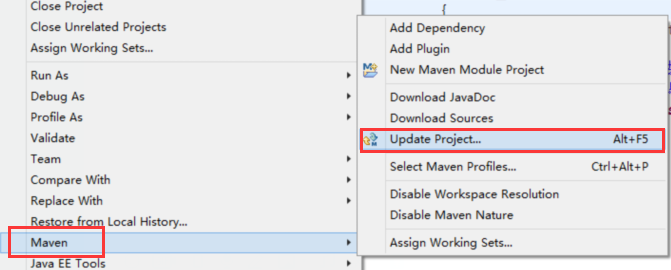 Close Project
Close Unrelated Projects
Assign Working Sets...
Run As
Debug As
Profile As
Validate
Team
Compare With
Replace With
Restore from Local History...
Maven
Java EE Tools
{
Add Dependency
Add Plugin
New Maven Module Project
Download JavaDoc
Download Sources
Update Project... Alt+F5
Select Maven Profiles... Ctrl+Alt+P
Disable Workspace Resolution
Disable Maven Nature
Assign Working Sets...